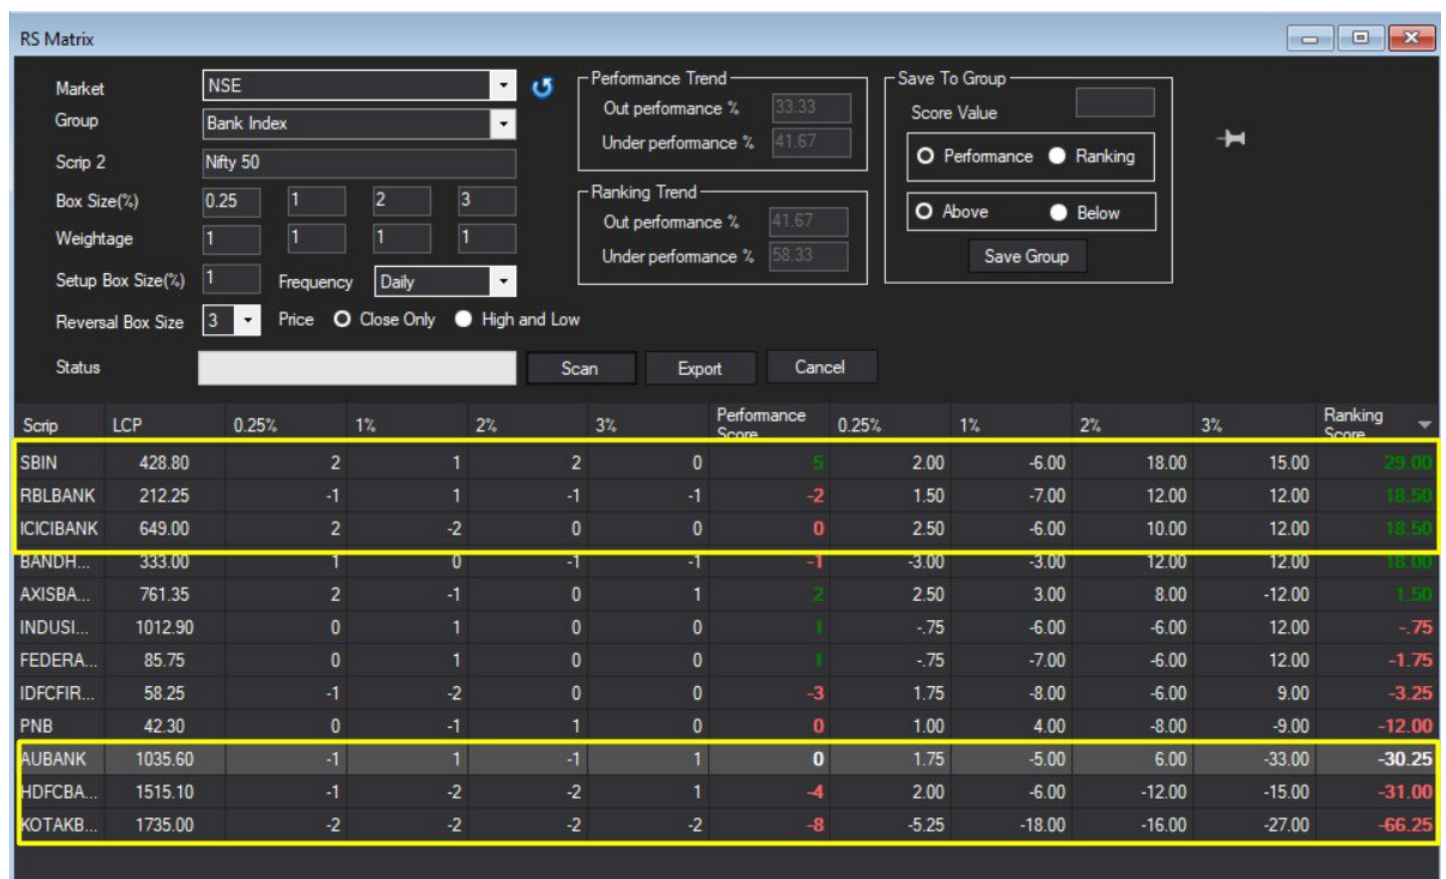 RS Matrix
Market NSE
Group Bank Index
Scrip 2 Nifty 50
Box Size(%) 0.25 1 2 3
Weightage 1 1 1 1
Setup Box Size(%) 1 Frequency Daily
Reversal Box Size 3 Price Close Only High and Low
Status Scan Export Cancel
Performance Trend
Out performance % 33.33
Under performance % 41.67
Ranking Trend
Out performance % 41.67
Under performance % 58.33
Save To Group
Score Value
Performance Ranking
Above Below
Save Group
Scrip LCP 0.25% 1% 2% 3% Performance Score 0.25% 1% 2% 3% Ranking Score
SBIN 428.80 2 1 2 0 5 2.00 -6.00 18.00 15.00 29.00
RBLBANK 212.25 -1 1 -1 -1 -2 1.50 -7.00 12.00 12.00 18.50
ICICIBANK 649.00 2 -2 0 0 0 2.50 -6.00 10.00 12.00 18.50
BANDH... 333.00 1 0 -1 -1 -1 -3.00 -3.00 12.00 12.00 18.00
AXISBA... 761.35 2 -1 0 1 2 2.50 3.00 8.00 -12.00 1.50
INDUSI... 1012.90 0 1 0 0 1 -.75 -6.00 -6.00 12.00 -.75
FEDERA... 85.75 0 1 0 0 1 -.75 -7.00 -6.00 12.00 -1.75
IDFCFIR... 58.25 -1 -2 0 0 -3 1.75 -8.00 -6.00 9.00 -3.25
PNB 42.30 0 -1 1 0 0 1.00 4.00 -8.00 -9.00 -12.00
AUBANK 1035.60 -1 1 -1 1 0 1.75 -5.00 6.00 -33.00 -30.25
HDFCBA... 1515.10 -1 -2 -2 1 -4 2.00 -6.00 -12.00 -15.00 -31.00
KOTAKB... 1735.00 -2 -2 -2 -2 -8 -5.25 -18.00 -16.00 -27.00 -66.25